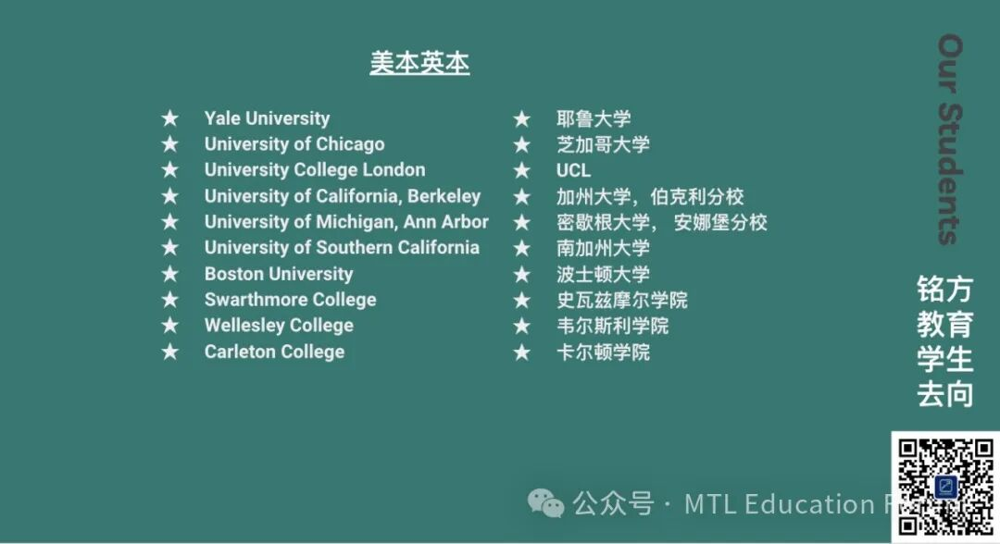 美本英本
★ Yale University
★ University of Chicago
★ University College London
★ University of California, Berkeley
★ University of Michigan, Ann Arbor
★ University of Southern California
★ Boston University
★ Swarthmore College
★ Wellesley College
★ Carleton College
★ 耶鲁大学
★ 芝加哥大学
★ UCL
★ 加州大学，伯克利分校
★ 密歇根大学， 安娜堡分校
★ 南加州大学
★ 波士顿大学
★ 史瓦兹摩尔学院
★ 韦尔斯利学院
★ 卡尔顿学院
Our Students
铭方
教育
学生
去向
公众号 · MTL Education